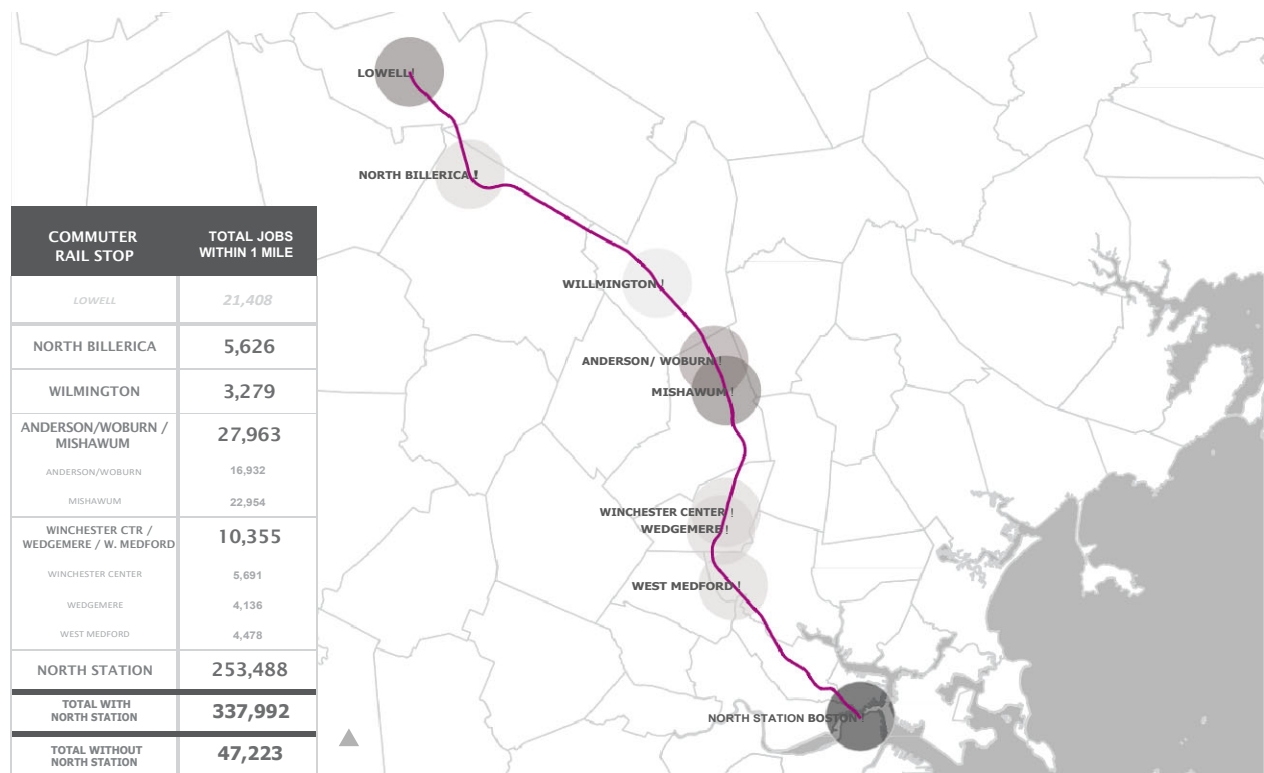 LOWELL!
NORTH BILLERICA !
WILLMINGTON !
ANDERSON/ WOBURN !
MISHAWUM !
WINCHESTER CENTER !
WEDGEMERE !
WEST MEDFORD !
NORTH STATION BOSTON !
COMMUTER
RAIL STOP
TOTAL JOBS
WITHIN 1 MILE
LOWELL 21,408
NORTH BILLERICA 5,626
WILMINGTON 3,279
ANDERSON/WOBURN /
MISHAWUM
27,963
ANDERSON/WOBURN 16,932
MISHAWUM 22,954
WINCHESTER CTR /
WEDGEMERE / W. MEDFORD
10,355
WINCHESTER CENTER 5,691
WEDGEMERE 4,136
WEST MEDFORD 4,478
NORTH STATION 253,488
TOTAL WITH
NORTH STATION
337,992
TOTAL WITHOUT
NORTH STATION
47,223